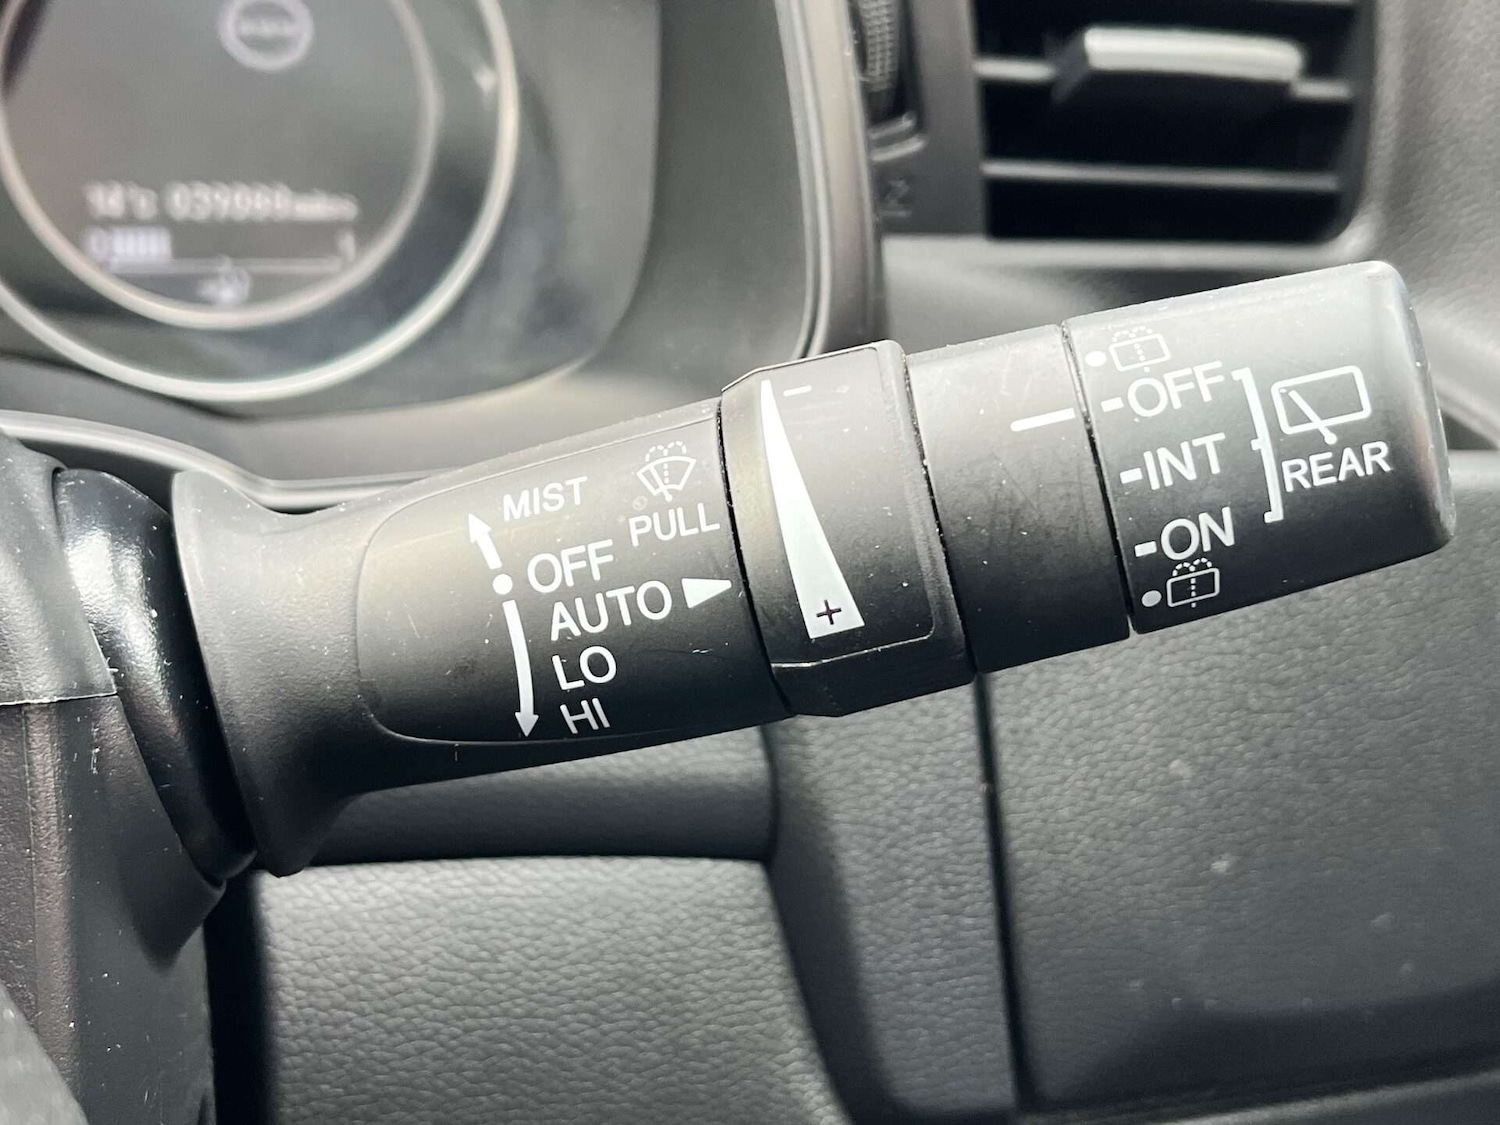 MIST
PULL
OFF
AUTO
LO
HI
−
+
OFF
INT
ON
REAR